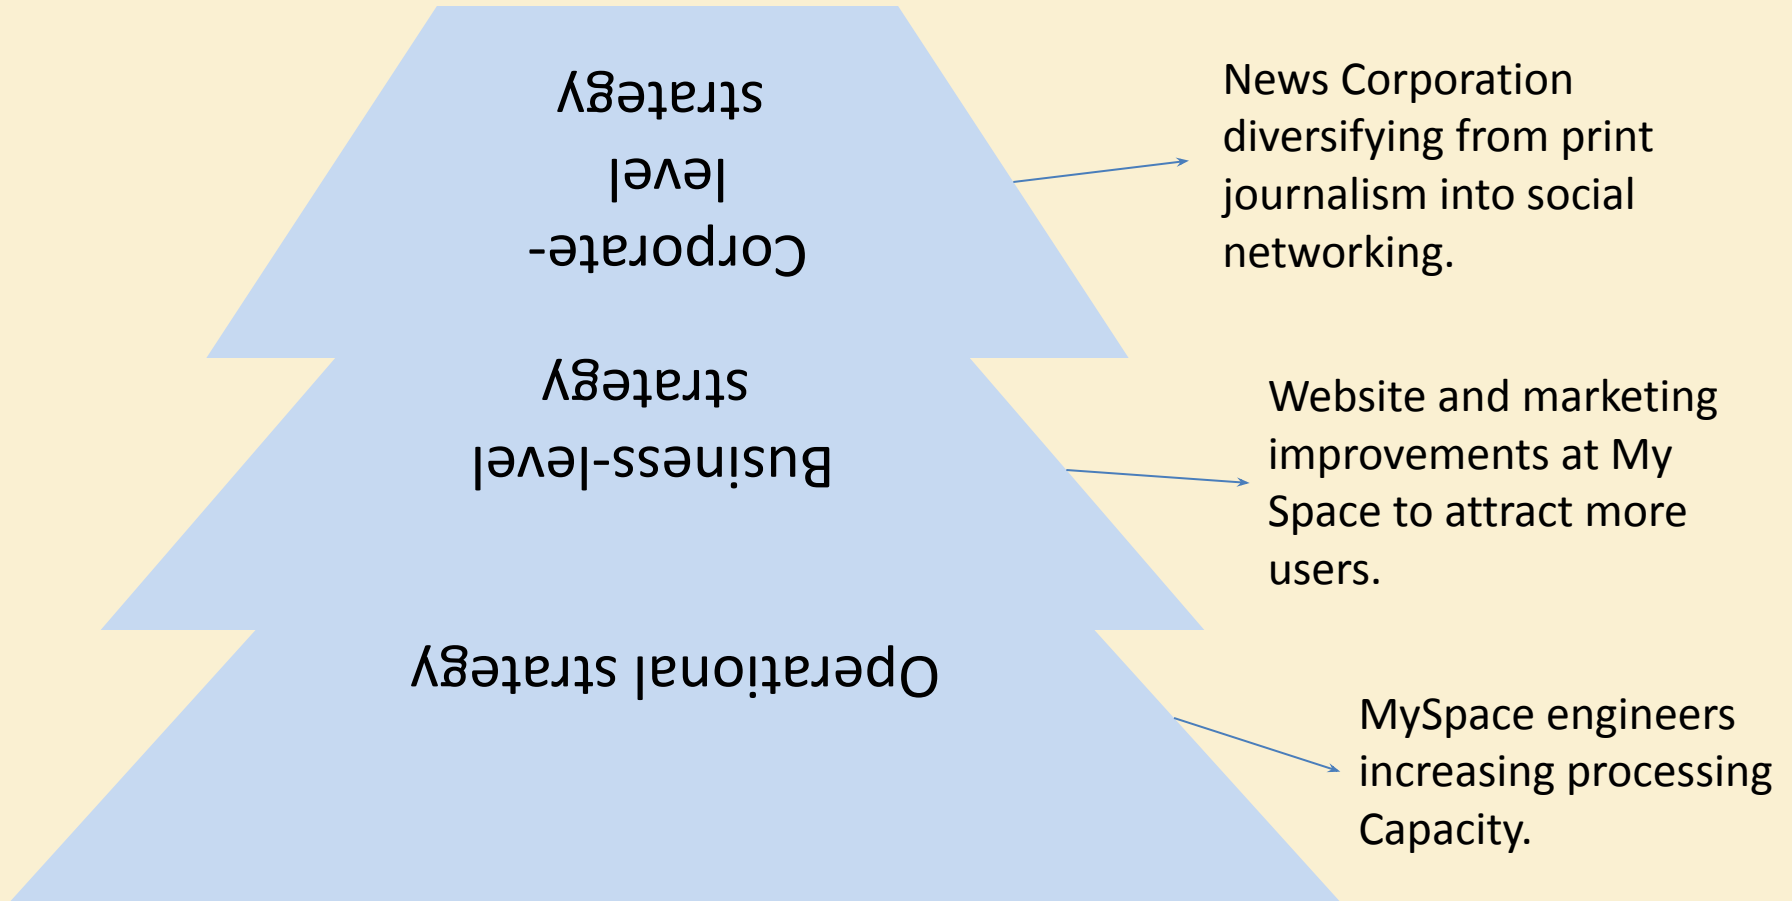 Corporate-
level
strategy
News Corporation
diversifying from print
journalism into social
networking.
Business-level
strategy
Website and marketing
improvements at My
Space to attract more
users.
Operational strategy
MySpace engineers
increasing processing
Capacity.